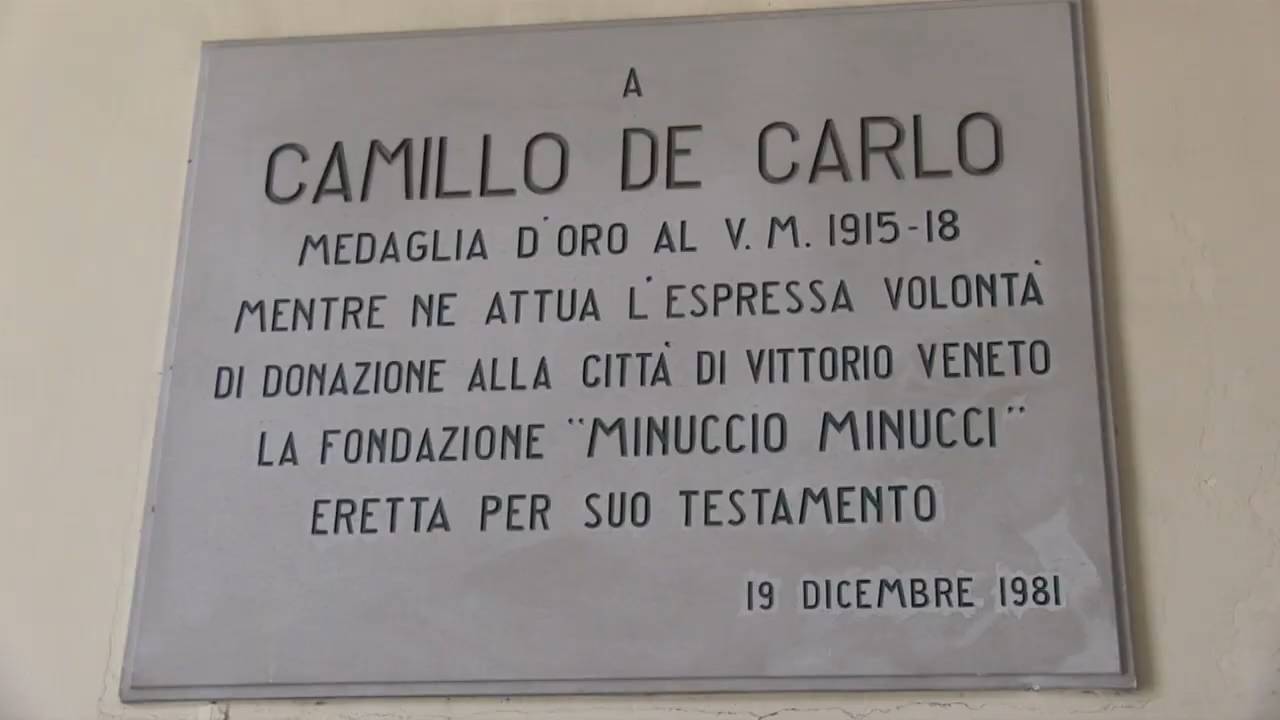 A
CAMILLO DE CARLO
MEDAGLIA D'ORO AL V. M. 1915-18
MENTRE NE ATTUA L'ESPRESSA VOLONTÀ
DI DONAZIONE ALLA CITTÀ DI VITTORIO VENETO
LA FONDAZIONE "MINUCCIO MINUCCI"
ERETTA PER SUO TESTAMENTO
19 DICEMBRE 1981